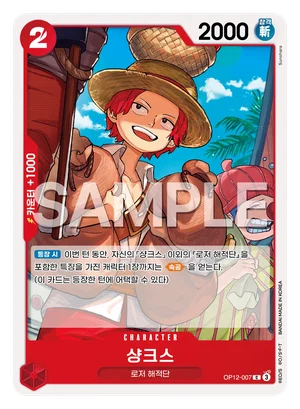 2
2000
참격
斬
카운터 +1000
SAMPLE
등장 시 이번 턴 동안, 자신의 「샹크스」 이외의 『로저 해적단』을
포함한 특징을 가진 캐릭터 1장까지는 속공 을 얻는다.
(이 카드는 등장한 턴에 어택할 수 있다)
CHARACTER
샹크스
로저 해적단
OP12-007
BANDAI MADE IN KOREA